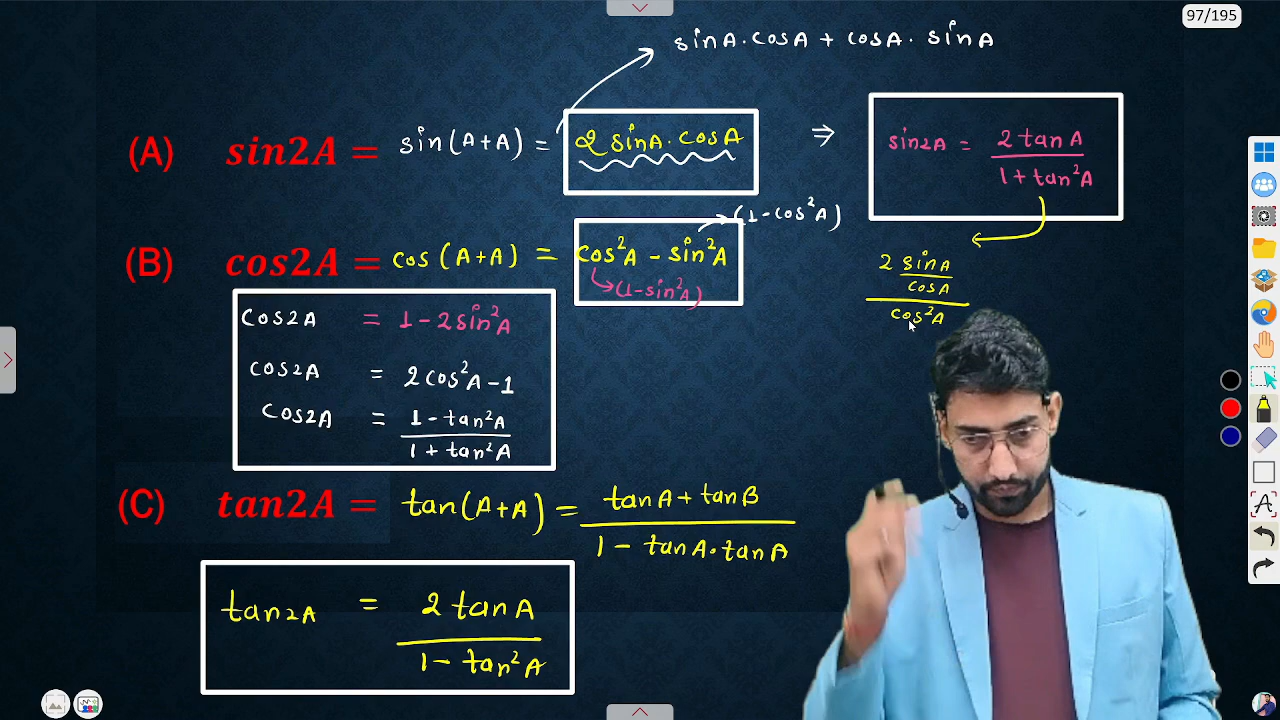 97/195
sinA.cosA + cosA. sinA
(A) sin2A = sin(A+A) = 2 sinA.cosA ⇒ sin2A = 2 tanA / 1 + tan²A
(B) cos2A = cos(A+A) = cos²A - sin²A → (1-cos²A)
↳(1-sin²A)
2 sinA / cosA
cos²A
cos2A = 1 - 2sin²A
cos2A = 2cos²A - 1
cos2A = 1 - tan²A / 1 + tan²A
(C) tan2A = tan(A+A) = tanA + tanB / 1 - tanA.tanA
tan2A = 2 tanA / 1 - tan²A